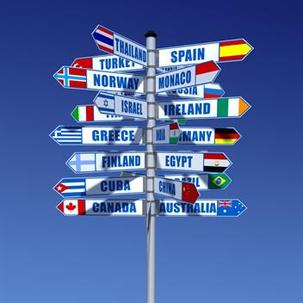 THAILAND
SPAIN
TURKEY
NORWAY
MONACO
ISRAEL
IRELAND
GREECE
FINLAND
EGYPT
CUBA
CHINA
CANADA
AUSTRALIA